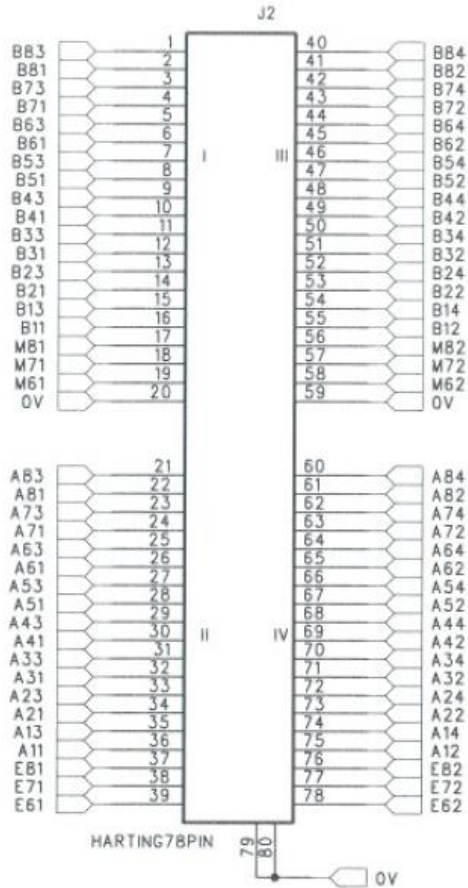 J2
B83 1 40 B84
B81 2 41 B82
B73 3 42 B74
B71 4 43 B72
B63 5 44 B64
B61 6 45 B62
B53 7 I III 46 B54
B51 8 47 B52
B43 9 48 B44
B41 10 49 B42
B33 11 50 B34
B31 12 51 B32
B23 13 52 B24
B21 14 53 B22
B13 15 54 B14
B11 16 55 B12
M81 17 56 M82
M71 18 57 M72
M61 19 58 M62
0V 20 59 0V
A83 21 60 A84
A81 22 61 A82
A73 23 62 A74
A71 24 63 A72
A63 25 64 A64
A61 26 65 A62
A53 27 66 A54
A51 28 67 A52
A43 29 68 A44
A41 30 II IV 69 A42
A33 31 70 A34
A31 32 71 A32
A23 33 72 A24
A21 34 73 A22
A13 35 74 A14
A11 36 75 A12
E81 37 76 E82
E71 38 77 E72
E61 39 78 E62
HARTING78PIN 79 80
0V